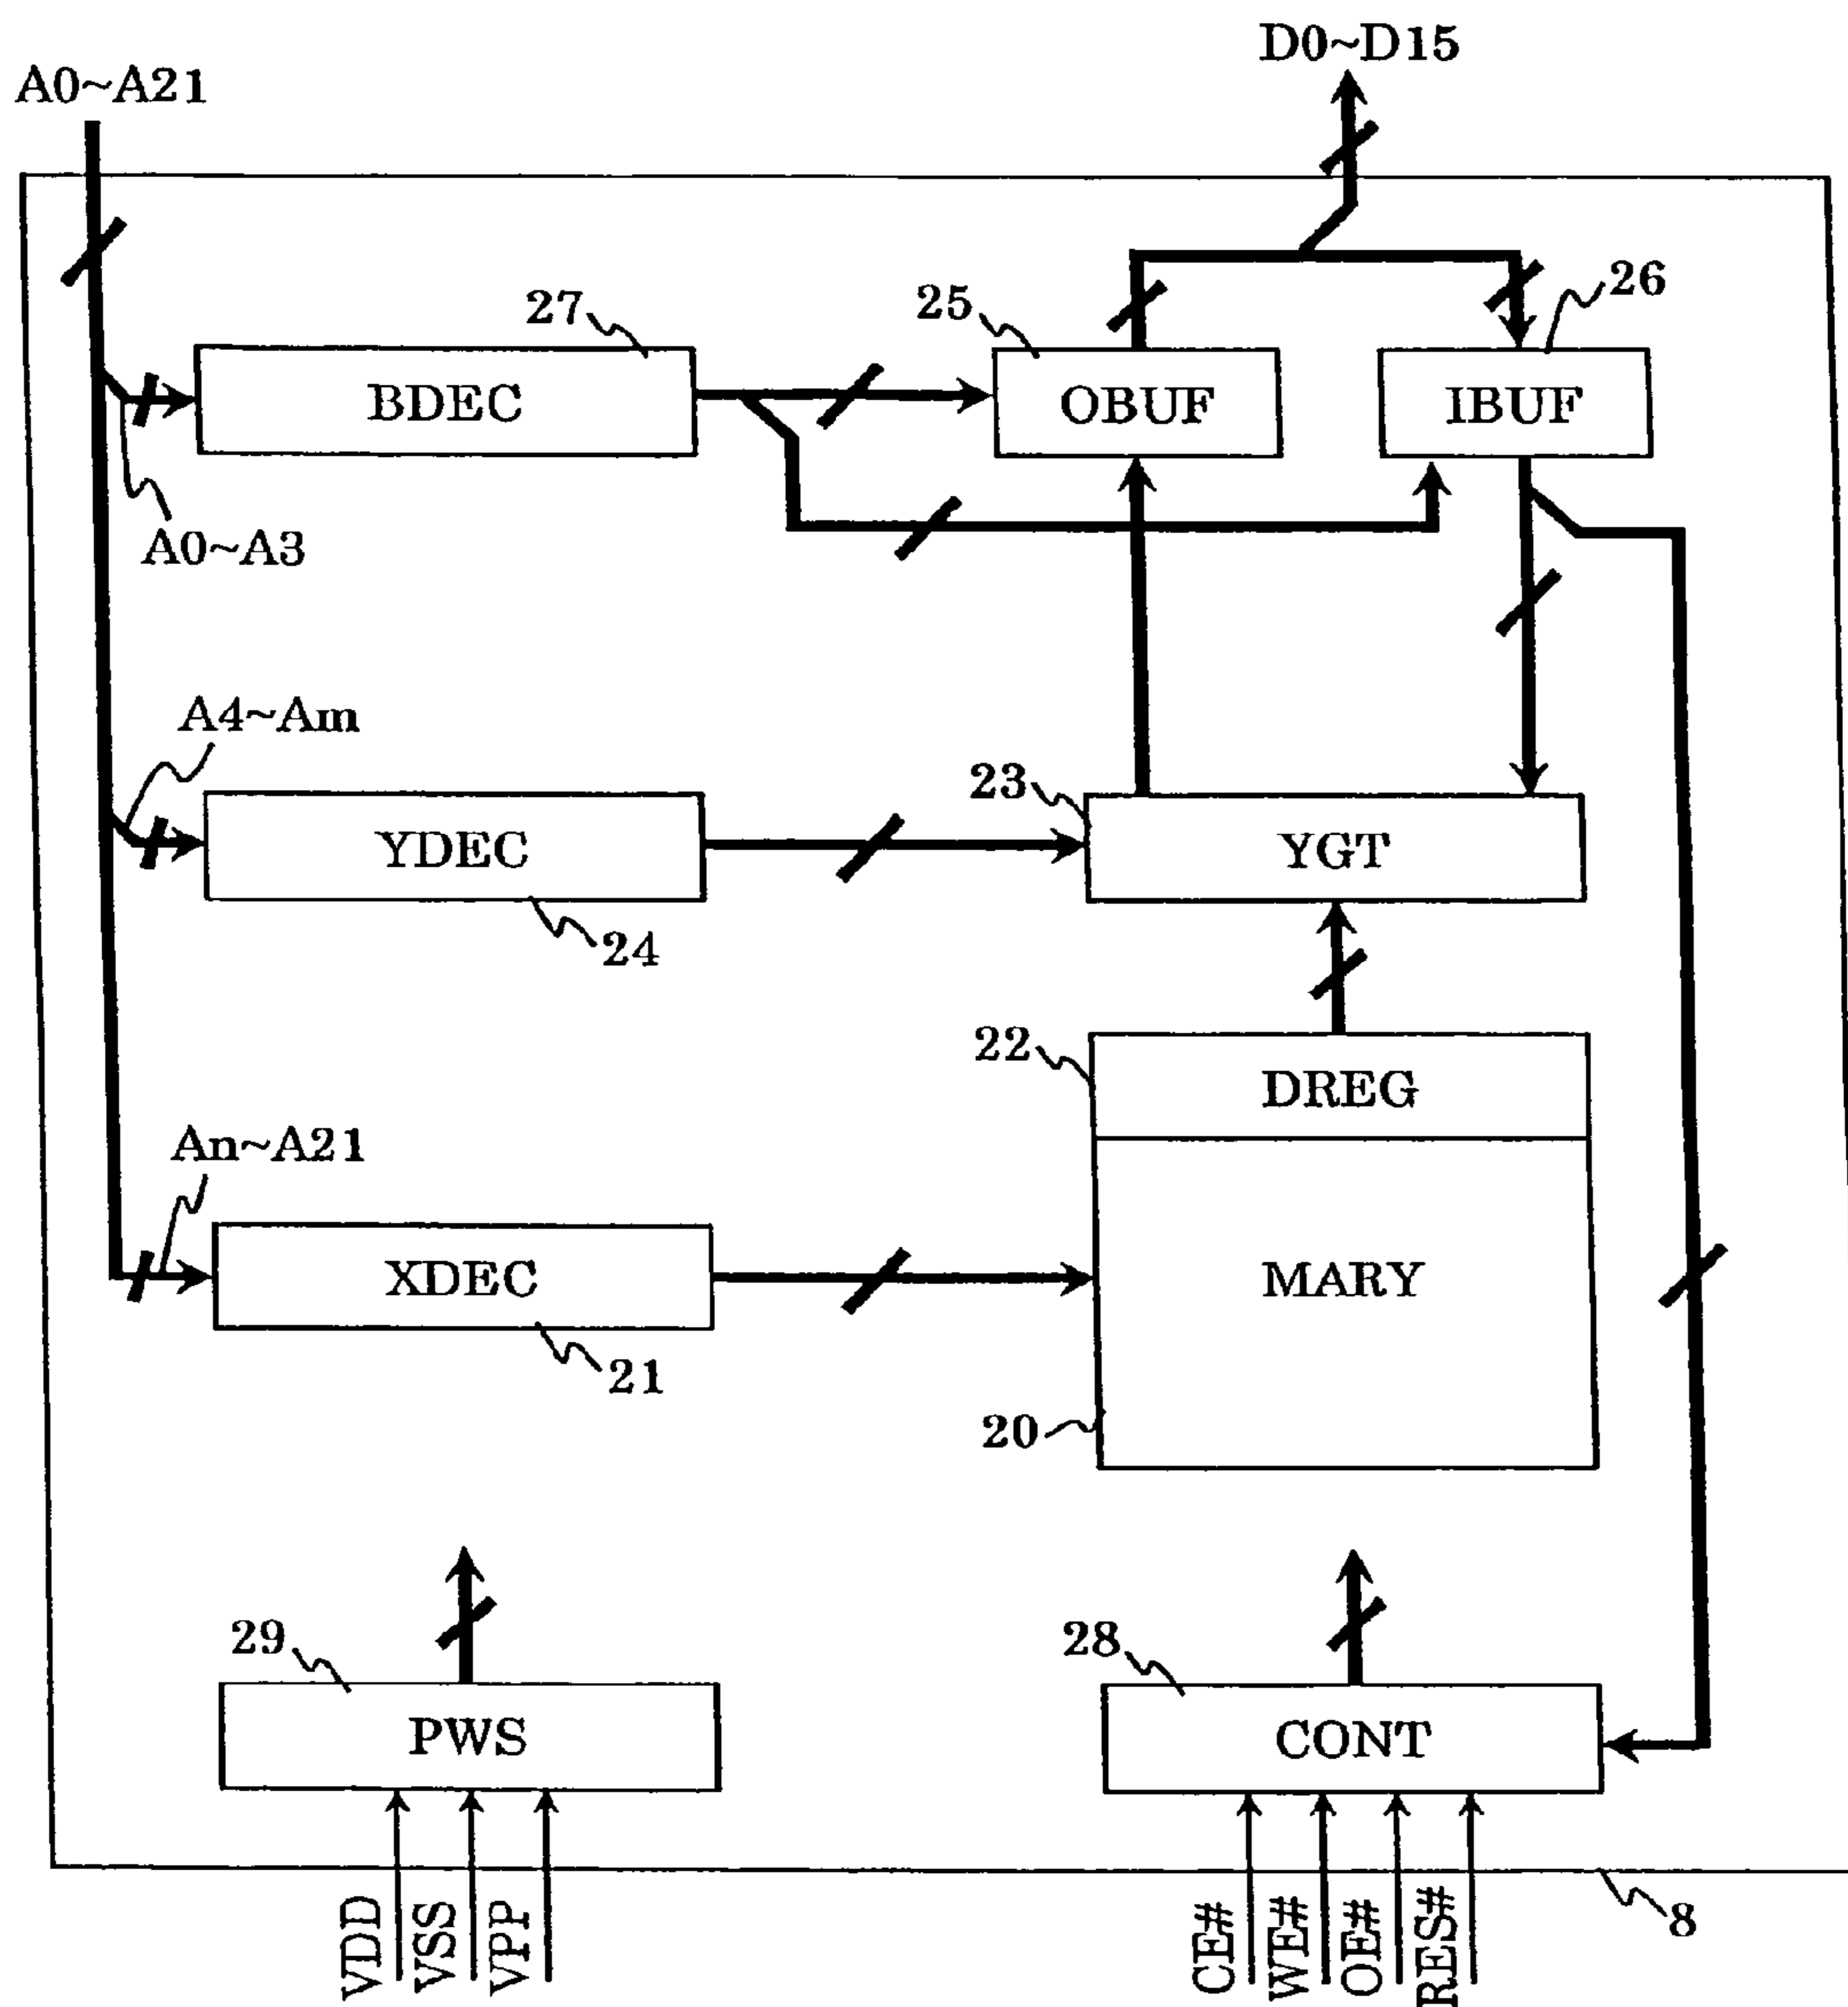 D0~D15
A0~A21
27
25
26
BDEC
OBUF
IBUF
A0~A3
A4~Am
23
YDEC
YGT
24
22
DREG
An~A21
XDEC
MARY
21
20
29
28
PWS
CONT
VDD
VSS
VPP
CE#
WE#
OE#
RES#
8